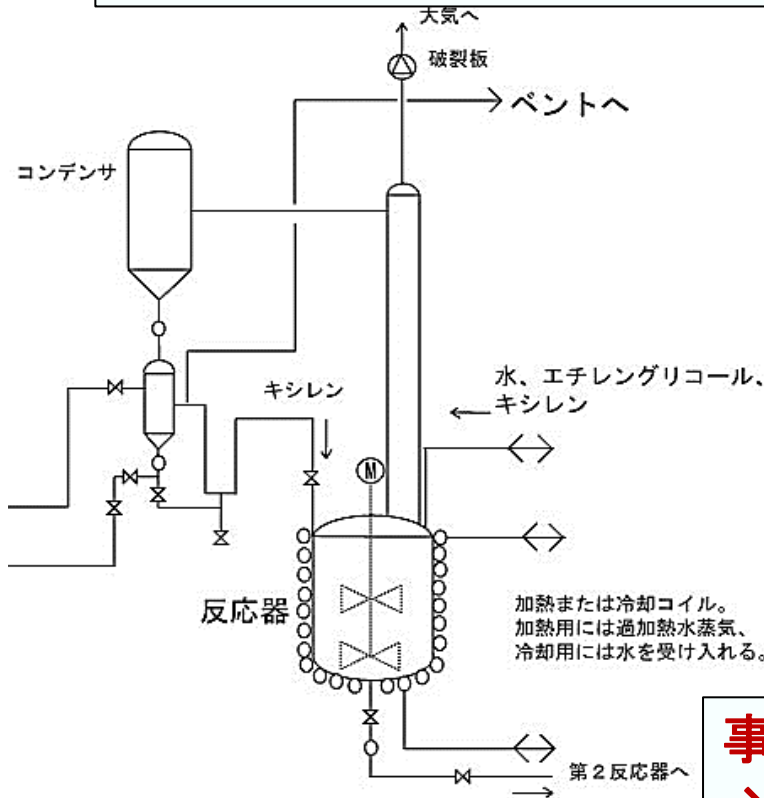 大気へ
破裂板
ベントへ
コンデンサ
キシレン
水、エチレングリコール、
キシレン
M
反応器
加熱または冷却コイル。
加熱用には過加熱水蒸気、
冷却用には水を受け入れる。
第2反応器へ
事